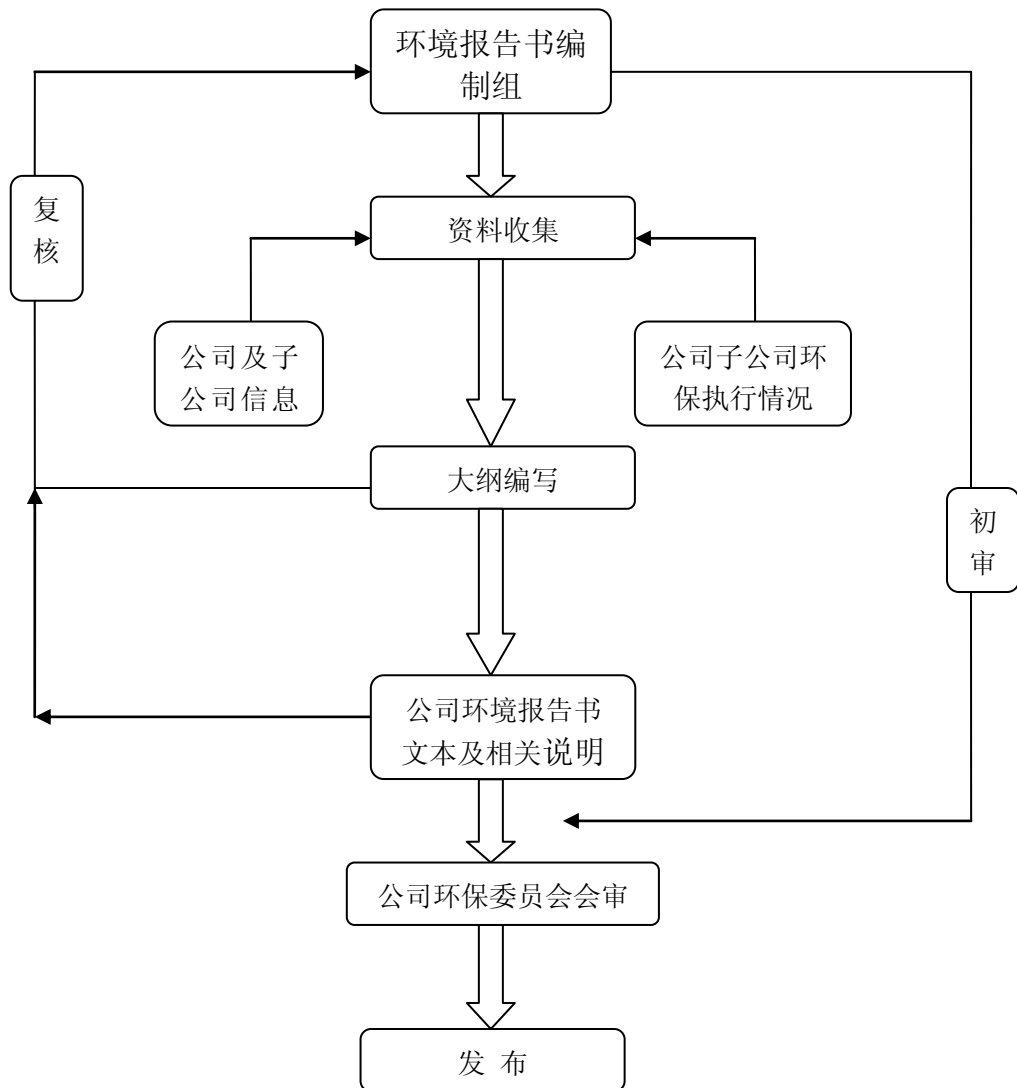 环境报告书编
制组
复
核
资料收集
公司及子
公司信息
公司子公司环
保执行情况
大纲编写
初
审
公司环境报告书
文本及相关说明
公司环保委员会会审
发 布